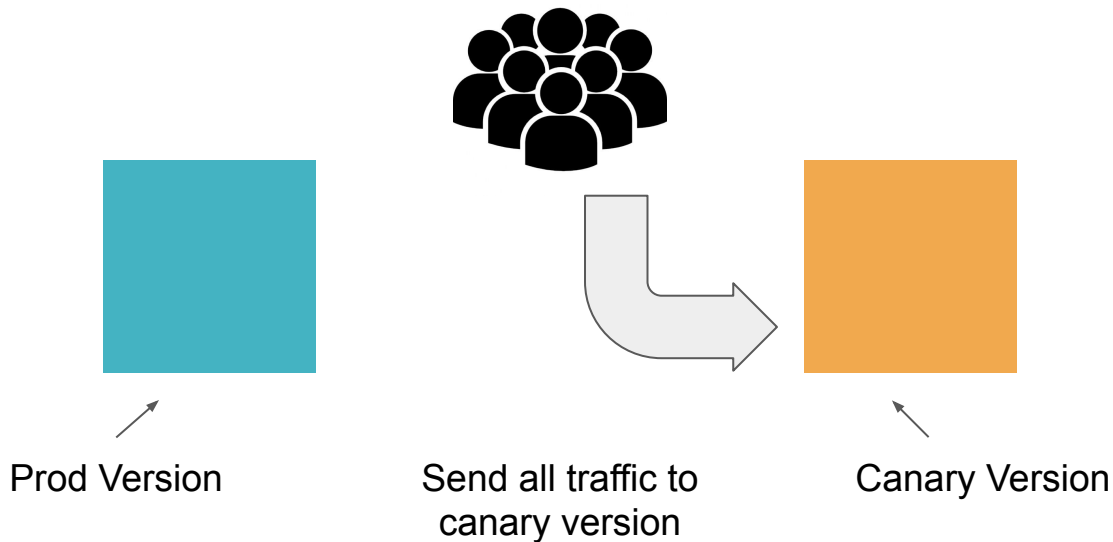 Prod Version
Send all traffic to
canary version
Canary Version